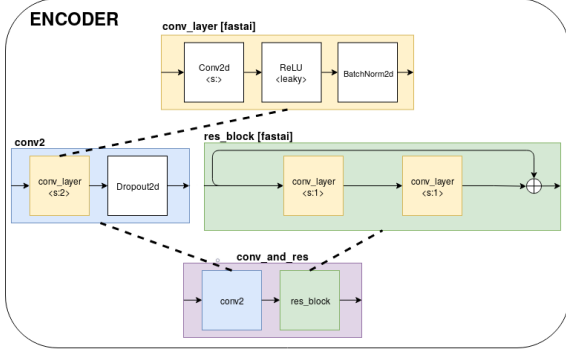 ENCODER
conv_layer [fastai]
Conv2d
<s:>
ReLU
<leaky>
BatchNorm2d
conv2
conv_layer
<s:2>
Dropout2d
res_block [fastai]
conv_layer
<s:1>
conv_layer
<s:1>
conv_and_res
conv2
res_block